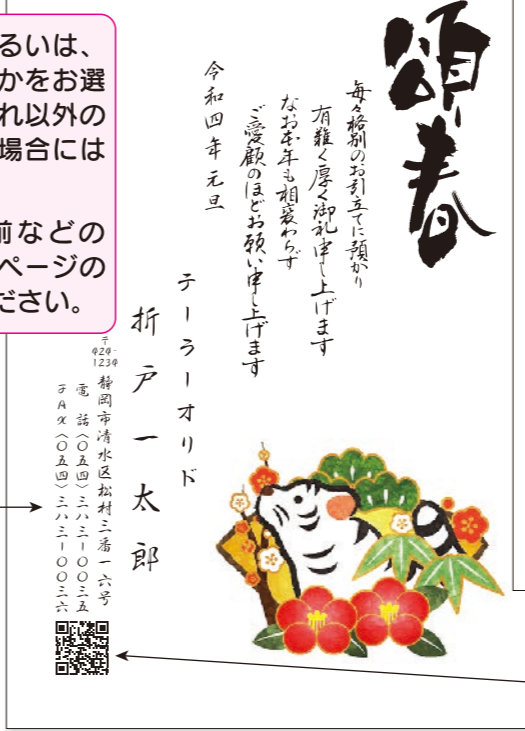 るいは、
かをお選
れ以外の
場合には
前などの
ページの
ださい。
頌春
毎々格別のお引立てに預かり
有難く厚く御礼申し上げます
なお本年も相変わらず
ご愛顧のほどお願い申し上げます
令和四年元旦
テーラーオリド
折戸一太郎
〒424-1234
静岡市清水区松村三番一六号
電話〈〇五四〉三八三ー〇〇三五
FAX〈〇五四〉三八三ー〇〇三六